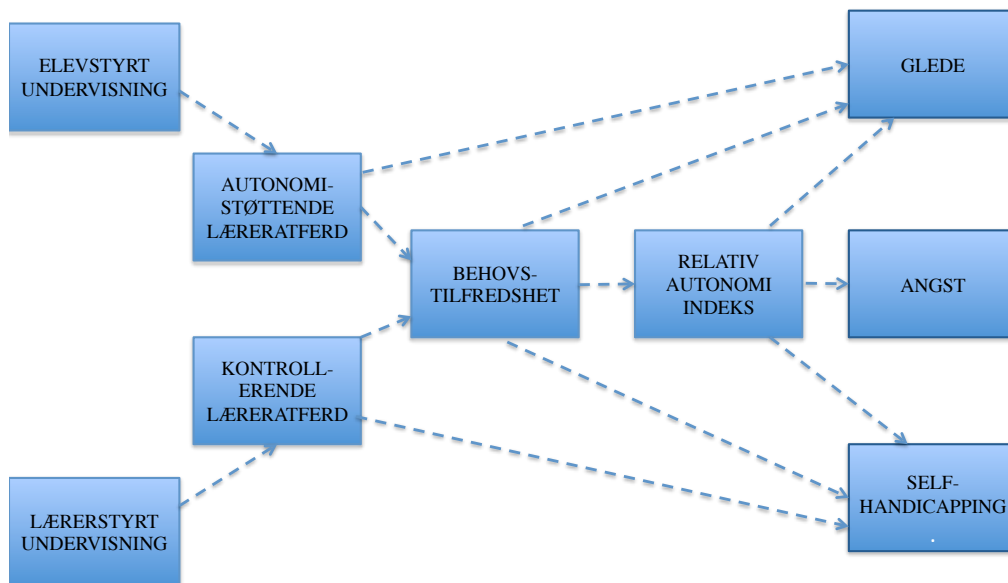 ELEVSTYRT
UNDERVISNING
GLEDE
AUTONOMI-
STØTTENDE
LÆRERATFERD
BEHOVS-
TILFREDSHET
RELATIV
AUTONOMI
INDEKS
ANGST
KONTROLL-
ERENDE
LÆRERATFERD
SELF-
HANDICAPPING
.
LÆRERSTYRT
UNDERVISNING